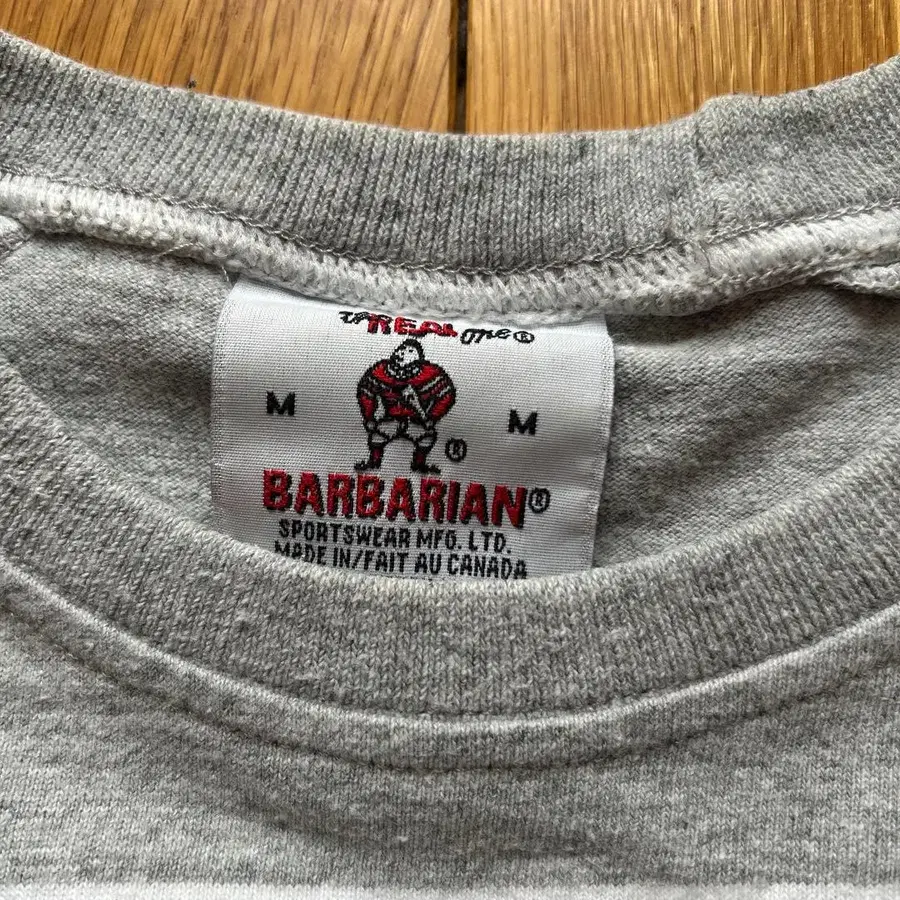 the REAL one®
M
M
®
BARBARIAN®
SPORTSWEAR MFG. LTD.
MADE IN/FAIT AU CANADA